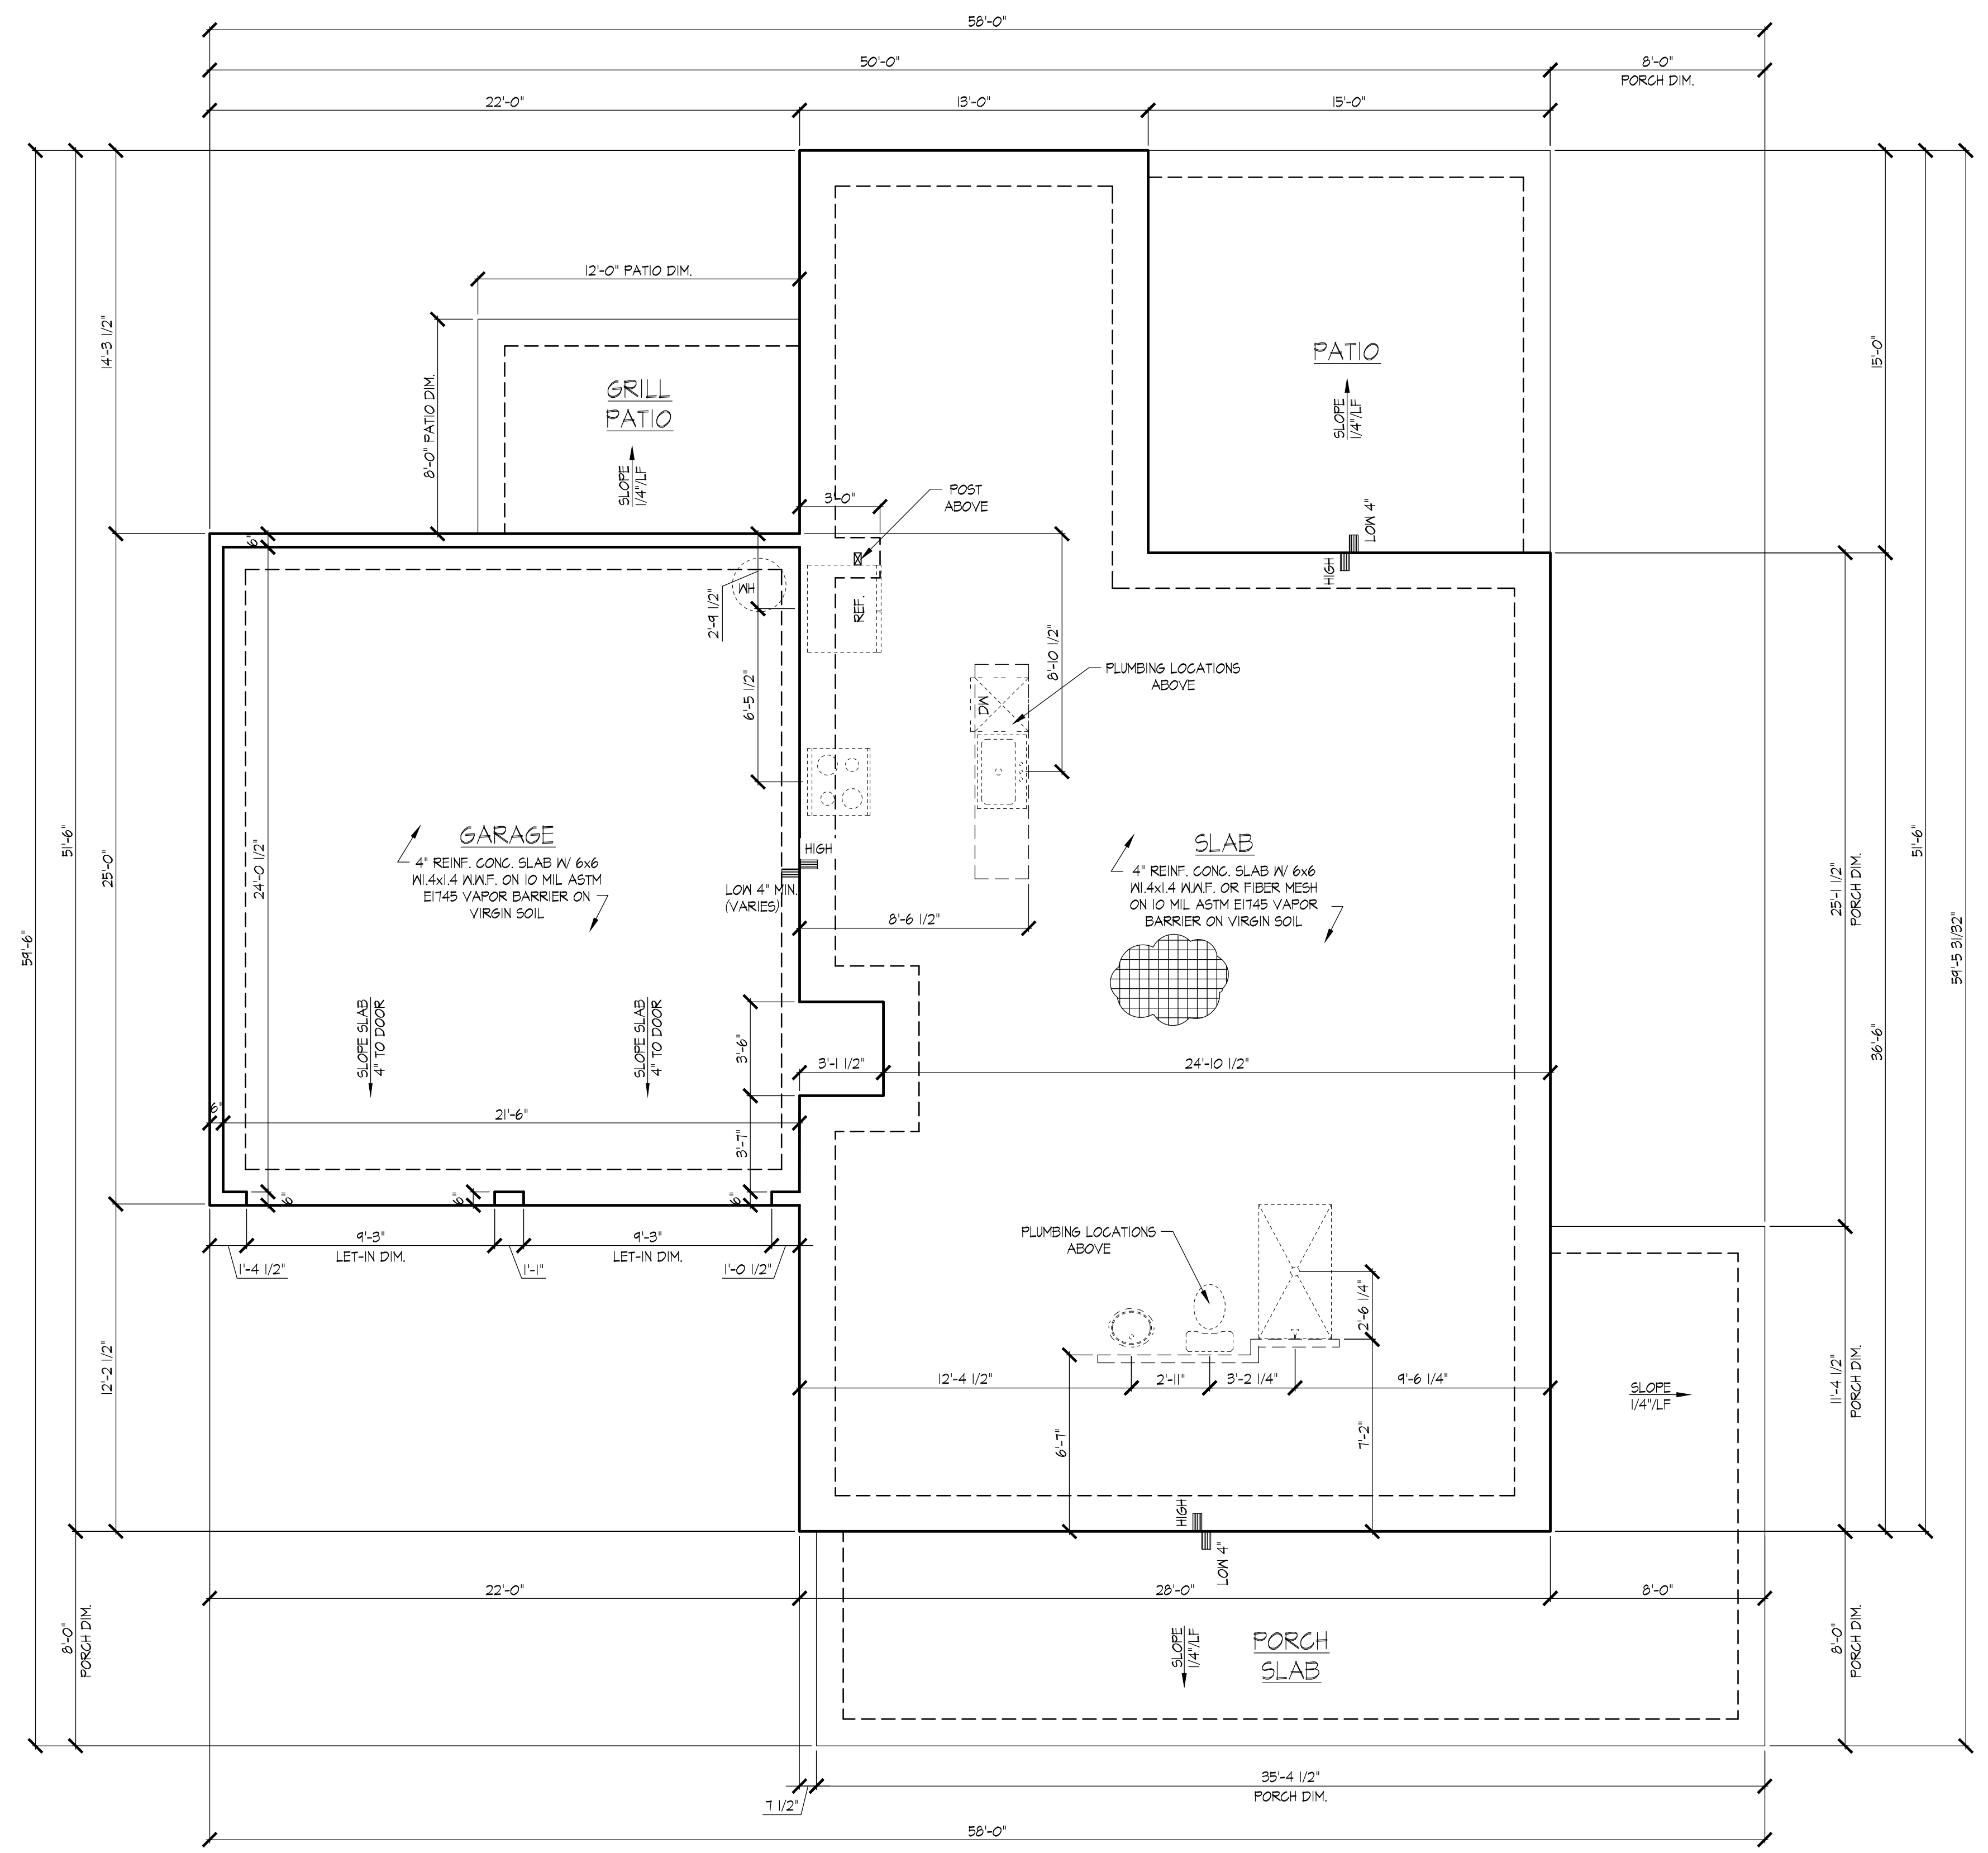 58'-0"
50'-0"
8'-0"
PORCH DIM.
22'-0"
13'-0"
15'-0"
12'-0" PATIO DIM.
14'-3 1/2"
8'-0" PATIO DIM.
GRILL
PATIO
SLOPE
1/4"/LF
PATIO
SLOPE
1/4"/LF
15'-0"
3'-0"
POST
ABOVE
LOW 4"
HIGH
6"
WH
2'-9 1/2"
REF.
6'-5 1/2"
8'-10 1/2"
PLUMBING LOCATIONS
ABOVE
DW
GARAGE
4" REINF. CONC. SLAB W/ 6x6
W1.4x1.4 W.W.F. ON 10 MIL ASTM
E1745 VAPOR BARRIER ON
VIRGIN SOIL
24'-0 1/2"
HIGH
LOW 4" MIN.
(VARIES)
8'-6 1/2"
SLAB
4" REINF. CONC. SLAB W/ 6x6
W1.4x1.4 W.W.F. OR FIBER MESH
ON 10 MIL ASTM E1745 VAPOR
BARRIER ON VIRGIN SOIL
59'-6"
51'-6"
25'-0"
25'-1 1/2"
PORCH DIM.
36'-6"
51'-6"
59'-5 31/32"
SLOPE SLAB
4" TO DOOR
SLOPE SLAB
4" TO DOOR
3'-6"
3'-1 1/2"
24'-10 1/2"
6"
21'-6"
3'-7"
6"
6"
6"
9'-3"
LET-IN DIM.
9'-3"
LET-IN DIM.
1'-4 1/2"
1'-1"
1'-0 1/2"
PLUMBING LOCATIONS
ABOVE
2'-6 1/4"
12'-2 1/2"
12'-4 1/2"
2'-11"
3'-2 1/4"
9'-6 1/4"
6'-7"
7'-2"
SLOPE
1/4"/LF
11'-4 1/2"
PORCH DIM.
HIGH
LOW 4"
22'-0"
28'-0"
8'-0"
8'-0"
PORCH DIM.
SLOPE
1/4"/LF
PORCH
SLAB
8'-0"
PORCH DIM.
7 1/2"
35'-4 1/2"
PORCH DIM.
58'-0"